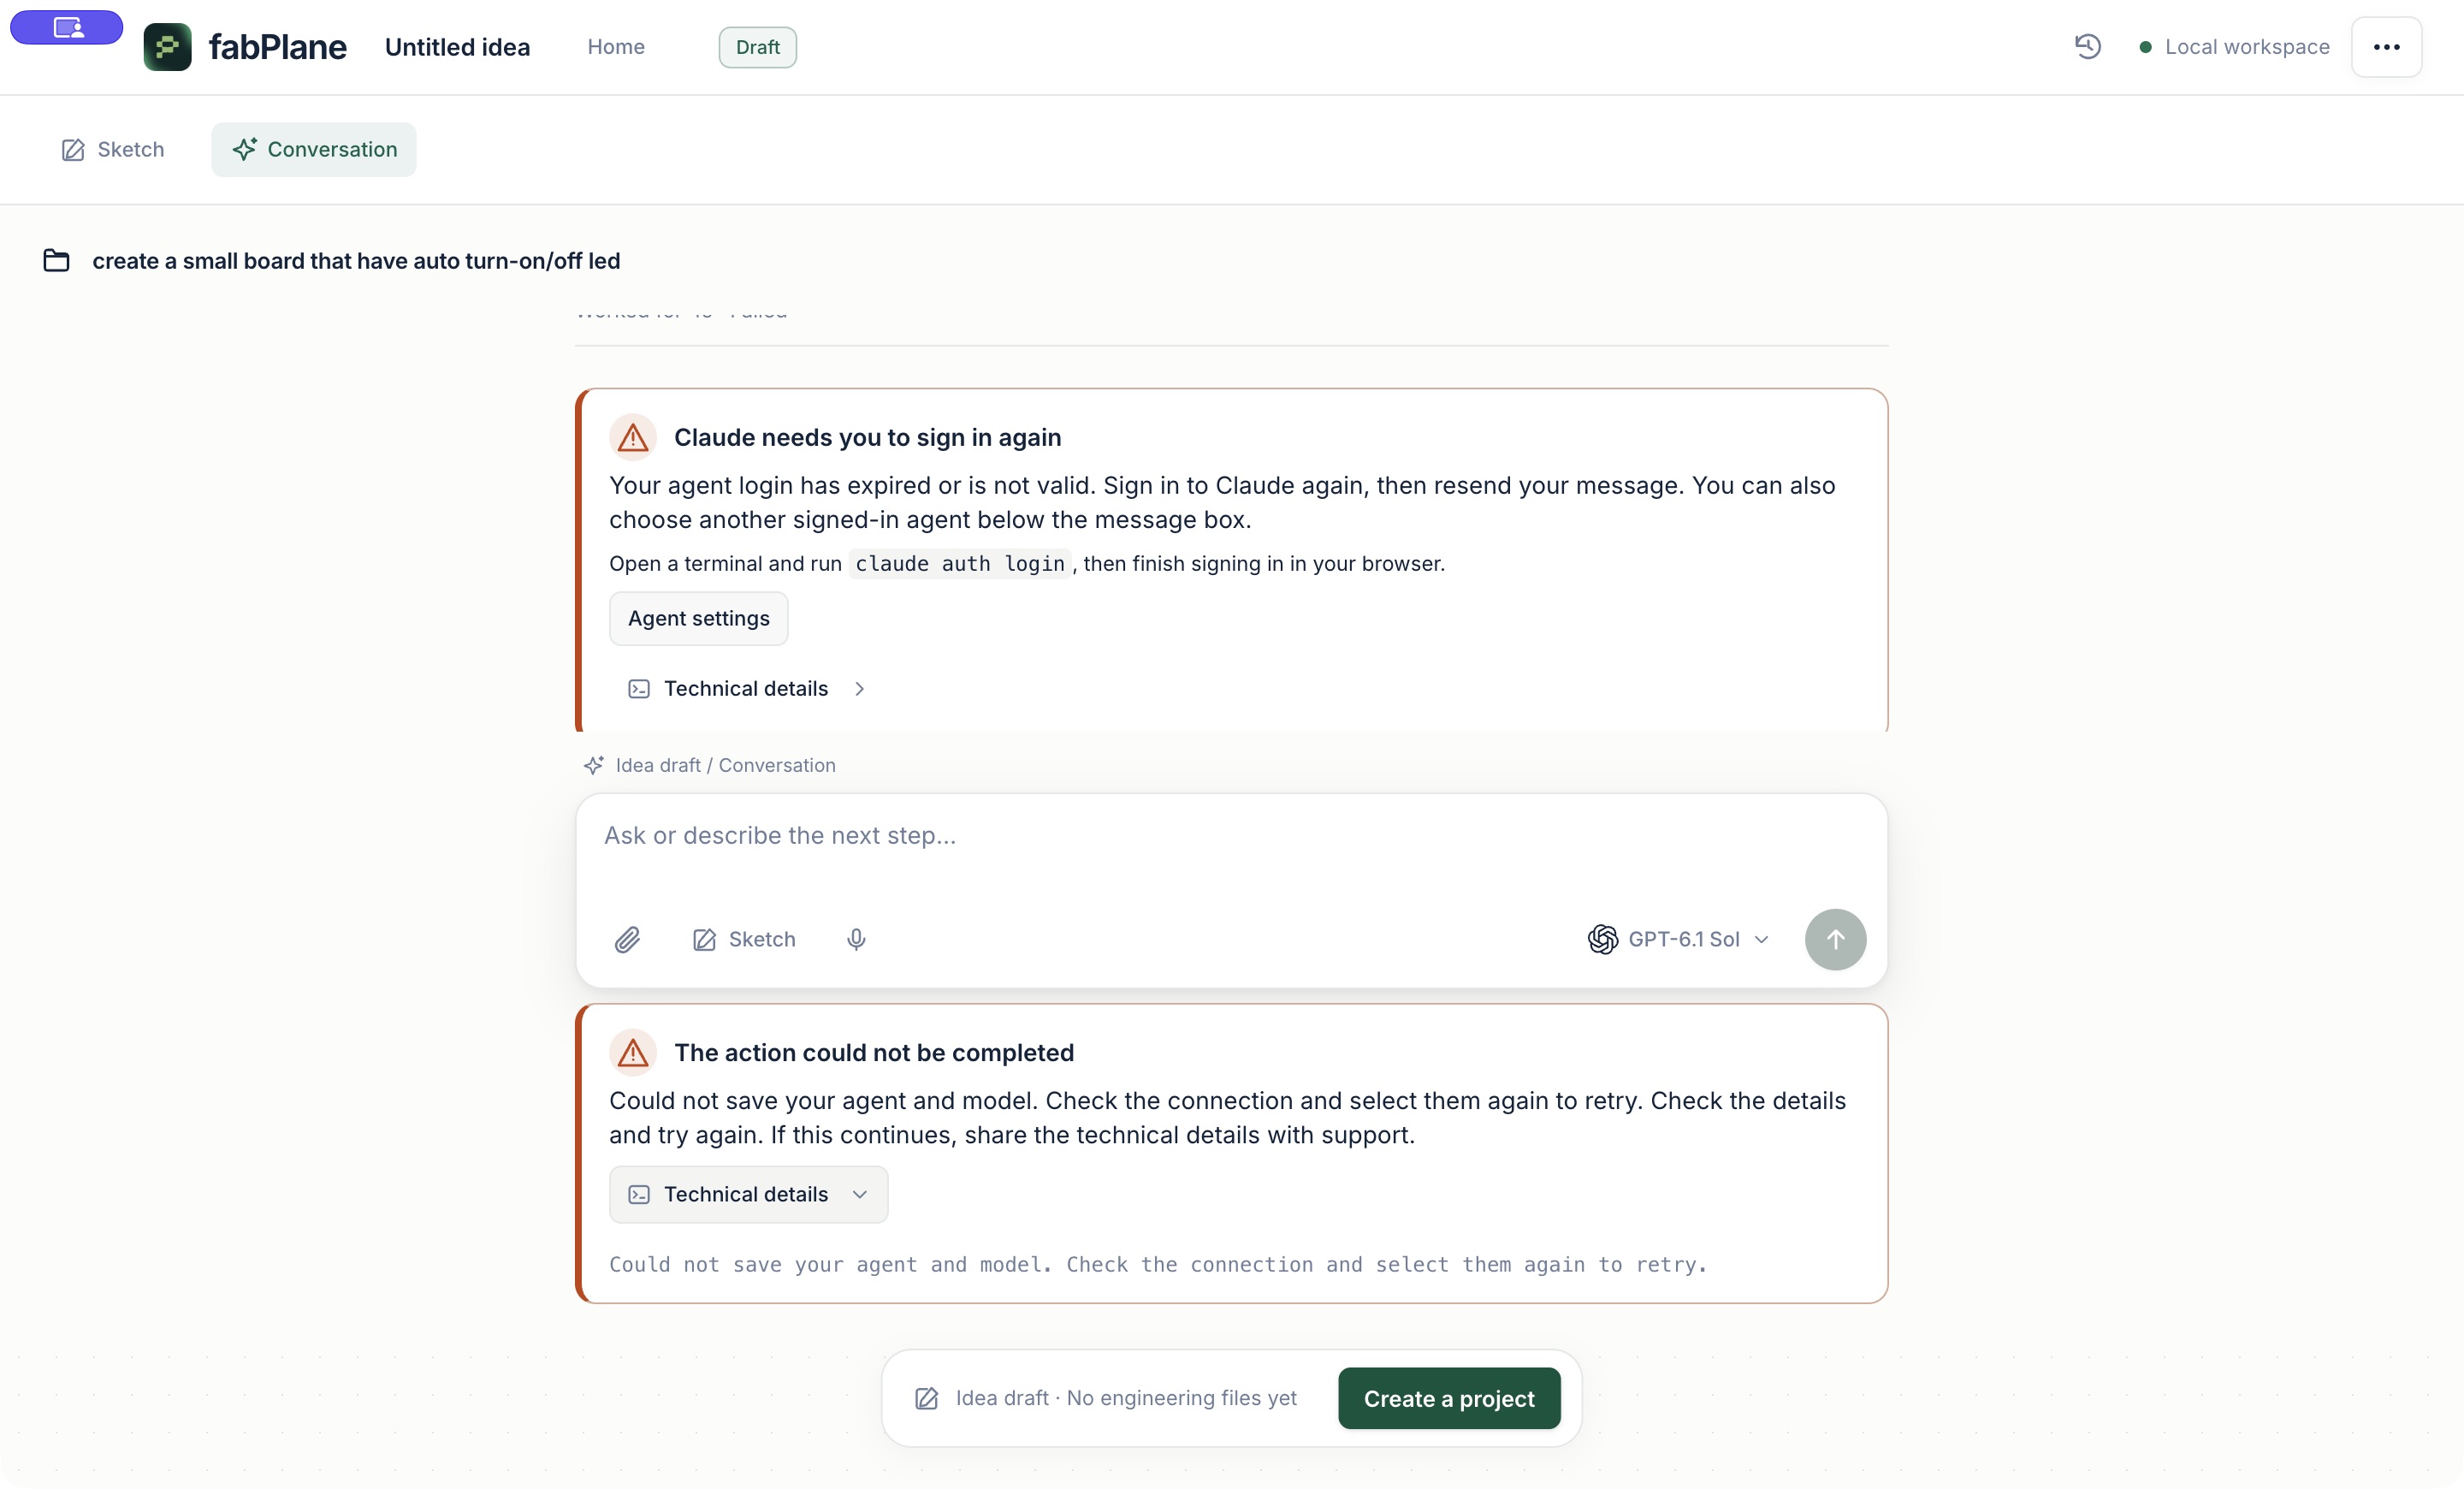 fabPlane
Untitled idea
Home
Draft
Local workspace
Sketch
Conversation
create a small board that have auto turn-on/off led
Claude needs you to sign in again
Your agent login has expired or is not valid. Sign in to Claude again, then resend your message. You can also
choose another signed-in agent below the message box.
Open a terminal and run claude auth login, then finish signing in in your browser.
Agent settings
Technical details
Idea draft / Conversation
Ask or describe the next step...
Sketch
GPT-6.1 Sol
The action could not be completed
Could not save your agent and model. Check the connection and select them again to retry. Check the details
and try again. If this continues, share the technical details with support.
Technical details
Could not save your agent and model. Check the connection and select them again to retry.
Idea draft · No engineering files yet
Create a project